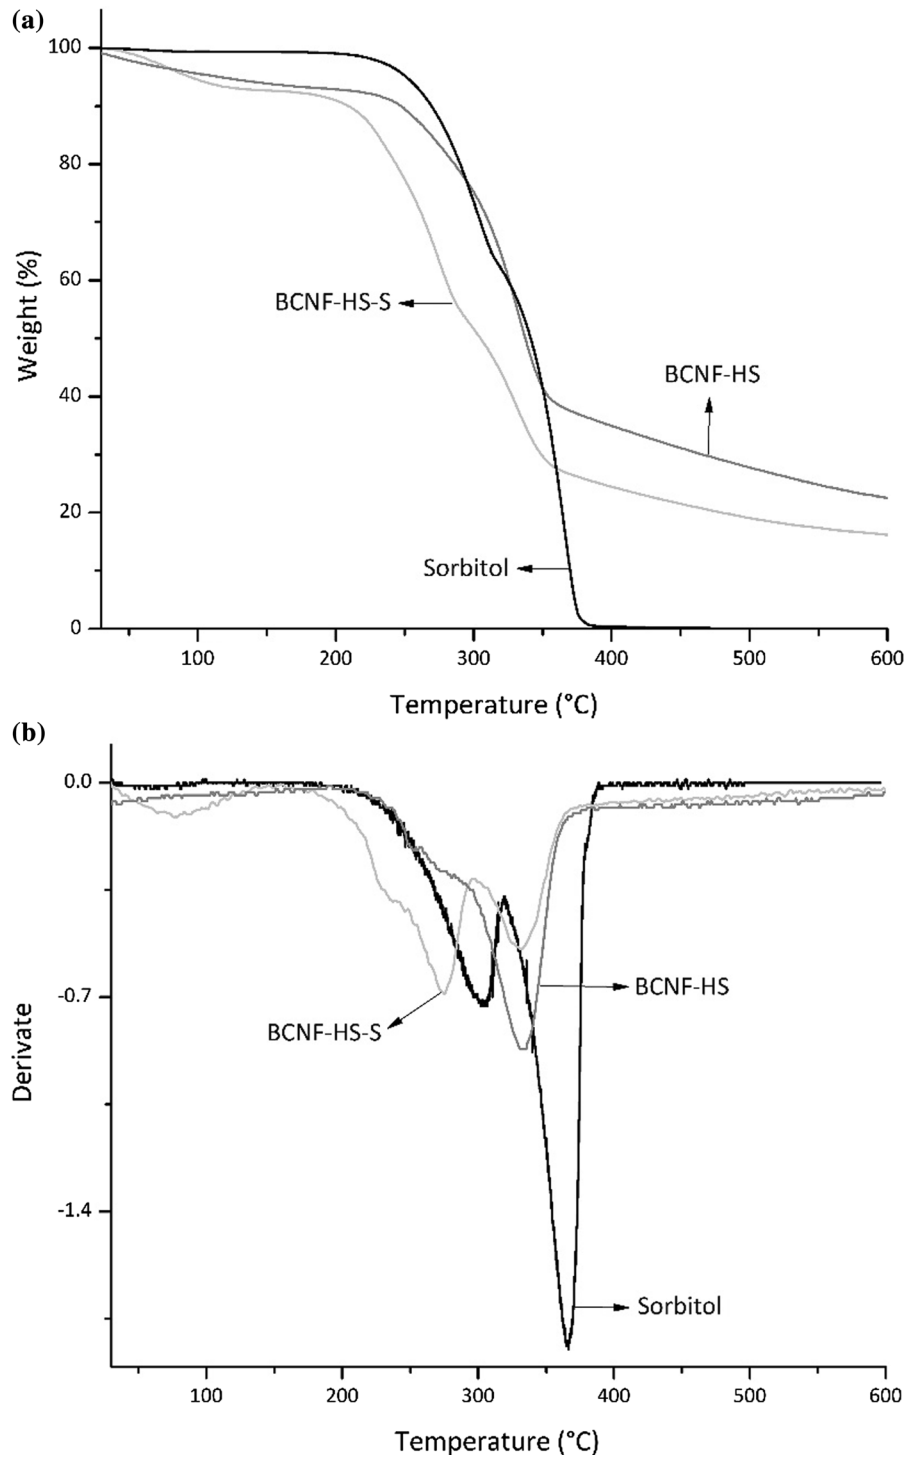 (a)
100
80
60
40
20
0
Weight (%)
BCNF-HS-S
BCNF-HS
Sorbitol
100 200 300 400 500 600
Temperature (°C)
(b)
0.0
-0.7
-1.4
Derivate
BCNF-HS-S
BCNF-HS
Sorbitol
100 200 300 400 500 600
Temperature (°C)